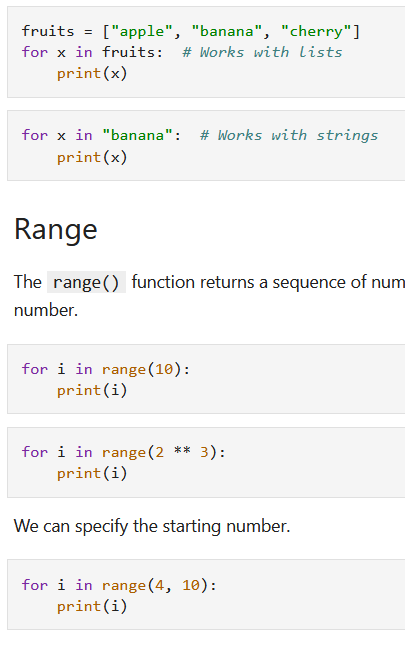 fruits = ["apple", "banana", "cherry"]
for x in fruits:  # Works with lists
    print(x)
for x in "banana":  # Works with strings
    print(x)
Range
The range() function returns a sequence of num
number.
for i in range(10):
    print(i)
for i in range(2 ** 3):
    print(i)
We can specify the starting number.
for i in range(4, 10):
    print(i)